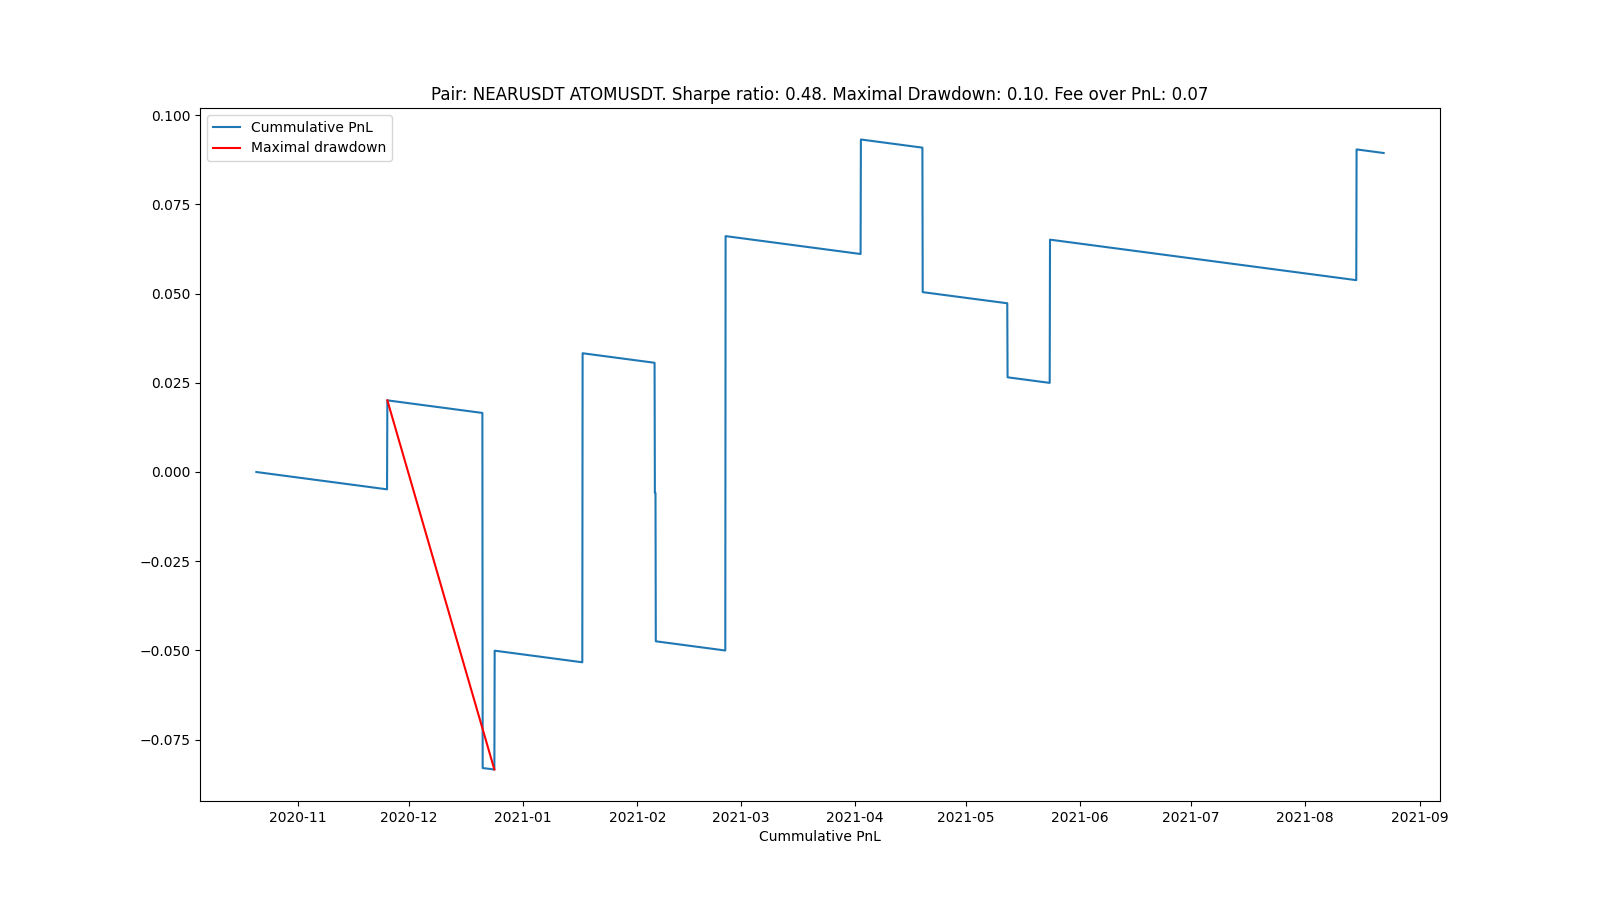 Pair: NEARUSDT ATOMUSDT. Sharpe ratio: 0.48. Maximal Drawdown: 0.10. Fee over PnL: 0.07
Cummulative PnL
Maximal drawdown
0.100
0.075
0.050
0.025
0.000
−0.025
−0.050
−0.075
2020-11 2020-12 2021-01 2021-02 2021-03 2021-04 2021-05 2021-06 2021-07 2021-08 2021-09
Cummulative PnL